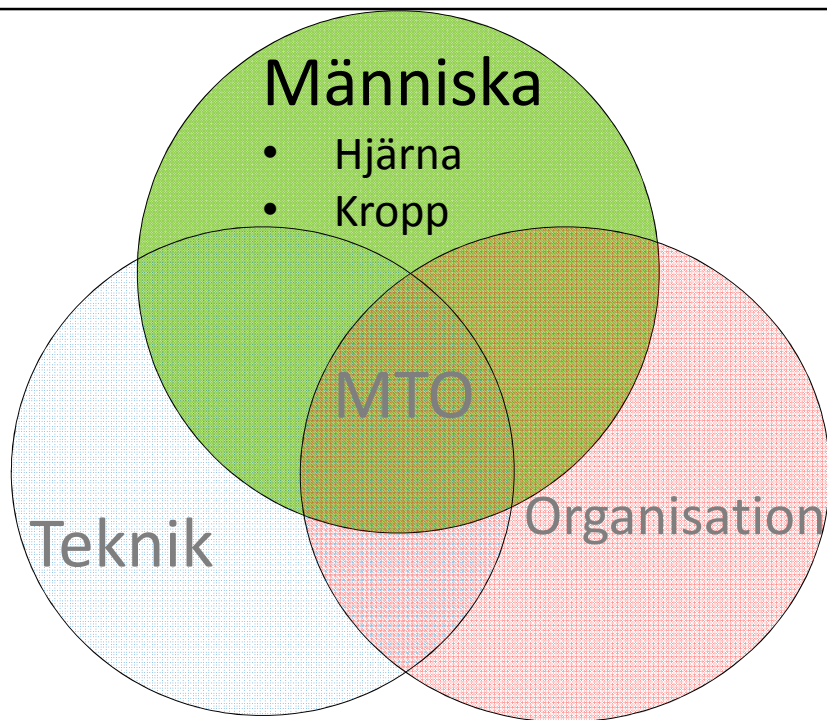 Människa
• Hjärna
• Kropp
MTO
Teknik
Organisation